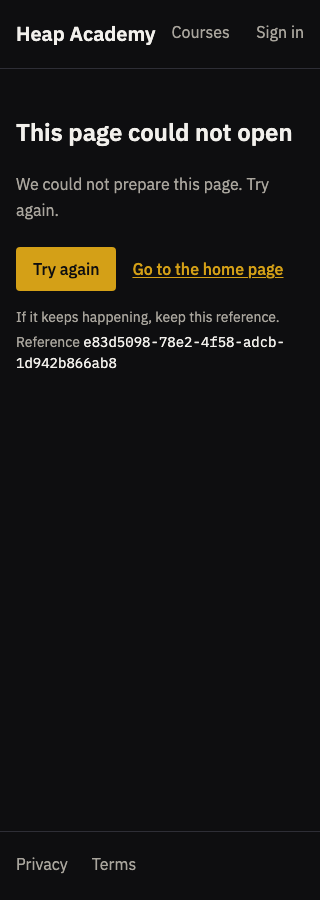 Heap Academy Courses Sign in
This page could not open
We could not prepare this page. Try
again.
Try again Go to the home page
If it keeps happening, keep this reference.
Reference e83d5098-78e2-4f58-adcb-
1d942b866ab8
Privacy Terms